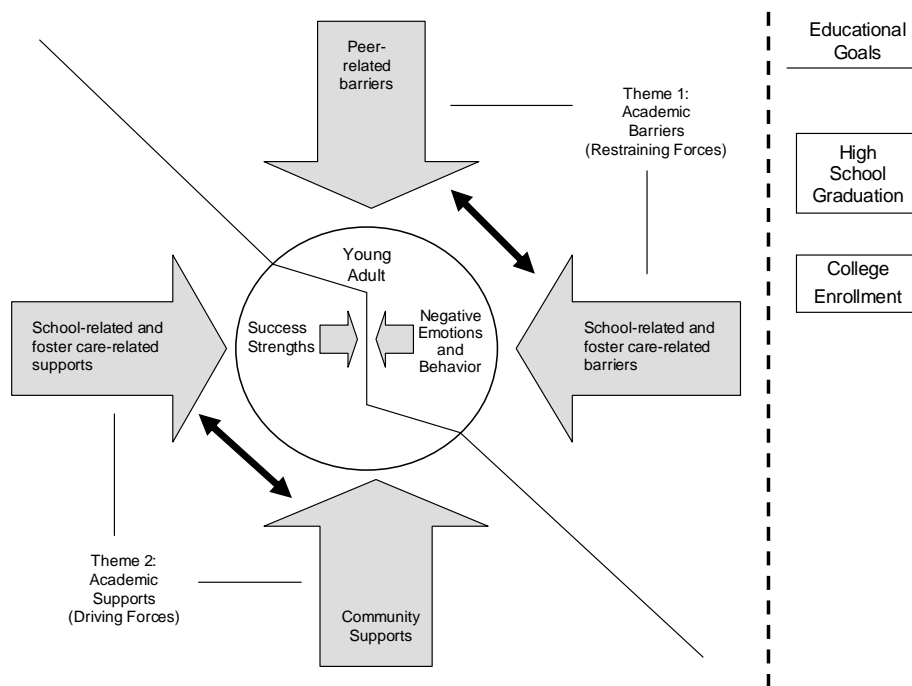 Peer-
related
barriers
Theme 1:
Academic
Barriers
(Restraining Forces)
Young
Adult
Success
Strengths
Negative
Emotions
and
Behavior
School-related and
foster care-related
supports
School-related and
foster care-related
barriers
Theme 2:
Academic
Supports
(Driving Forces)
Community
Supports
Educational
Goals
High
School
Graduation
College
Enrollment